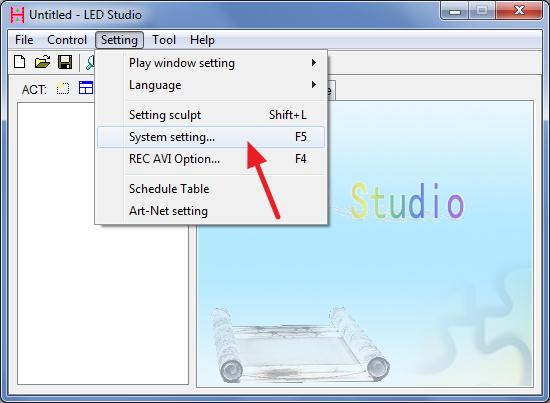 Untitled - LED Studio
File Control Setting Tool Help
ACT:
Play window setting
Language
Setting sculpt Shift+L
System setting... F5
REC AVI Option... F4
Schedule Table
Art-Net setting
Studio